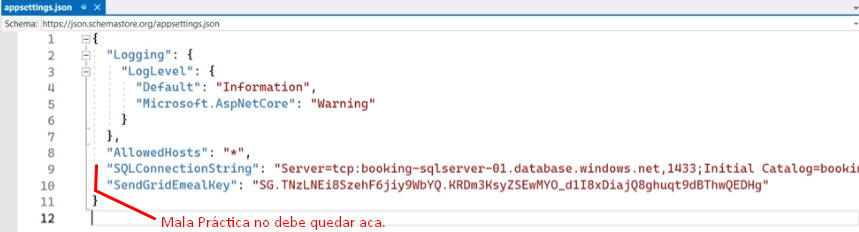 appsettings.json
Schema: https://json.schemastore.org/appsettings.json
1 {
2 "Logging": {
3 "LogLevel": {
4 "Default": "Information",
5 "Microsoft.AspNetCore": "Warning"
6 }
7 },
8 "AllowedHosts": "*",
9 "SQLConnectionString": "Server=tcp:booking-sqlserver-01.database.windows.net,1433;Initial Catalog=booki
10 "SendGridEmealKey": "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"
11 }
12
Mala Práctica no debe quedar aca.